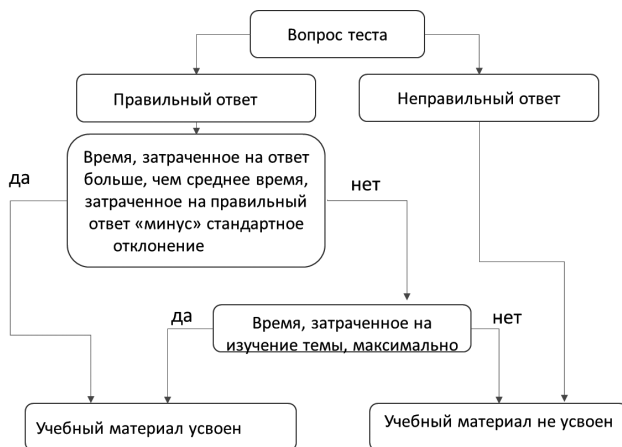 Вопрос теста
Правильный ответ
Неправильный ответ
Время, затраченное на ответ
больше, чем среднее время,
затраченное на правильный
ответ «минус» стандартное
отклонение
да
нет
Время, затраченное на
изучение темы, максимально
да
нет
Учебный материал усвоен
Учебный материал не усвоен